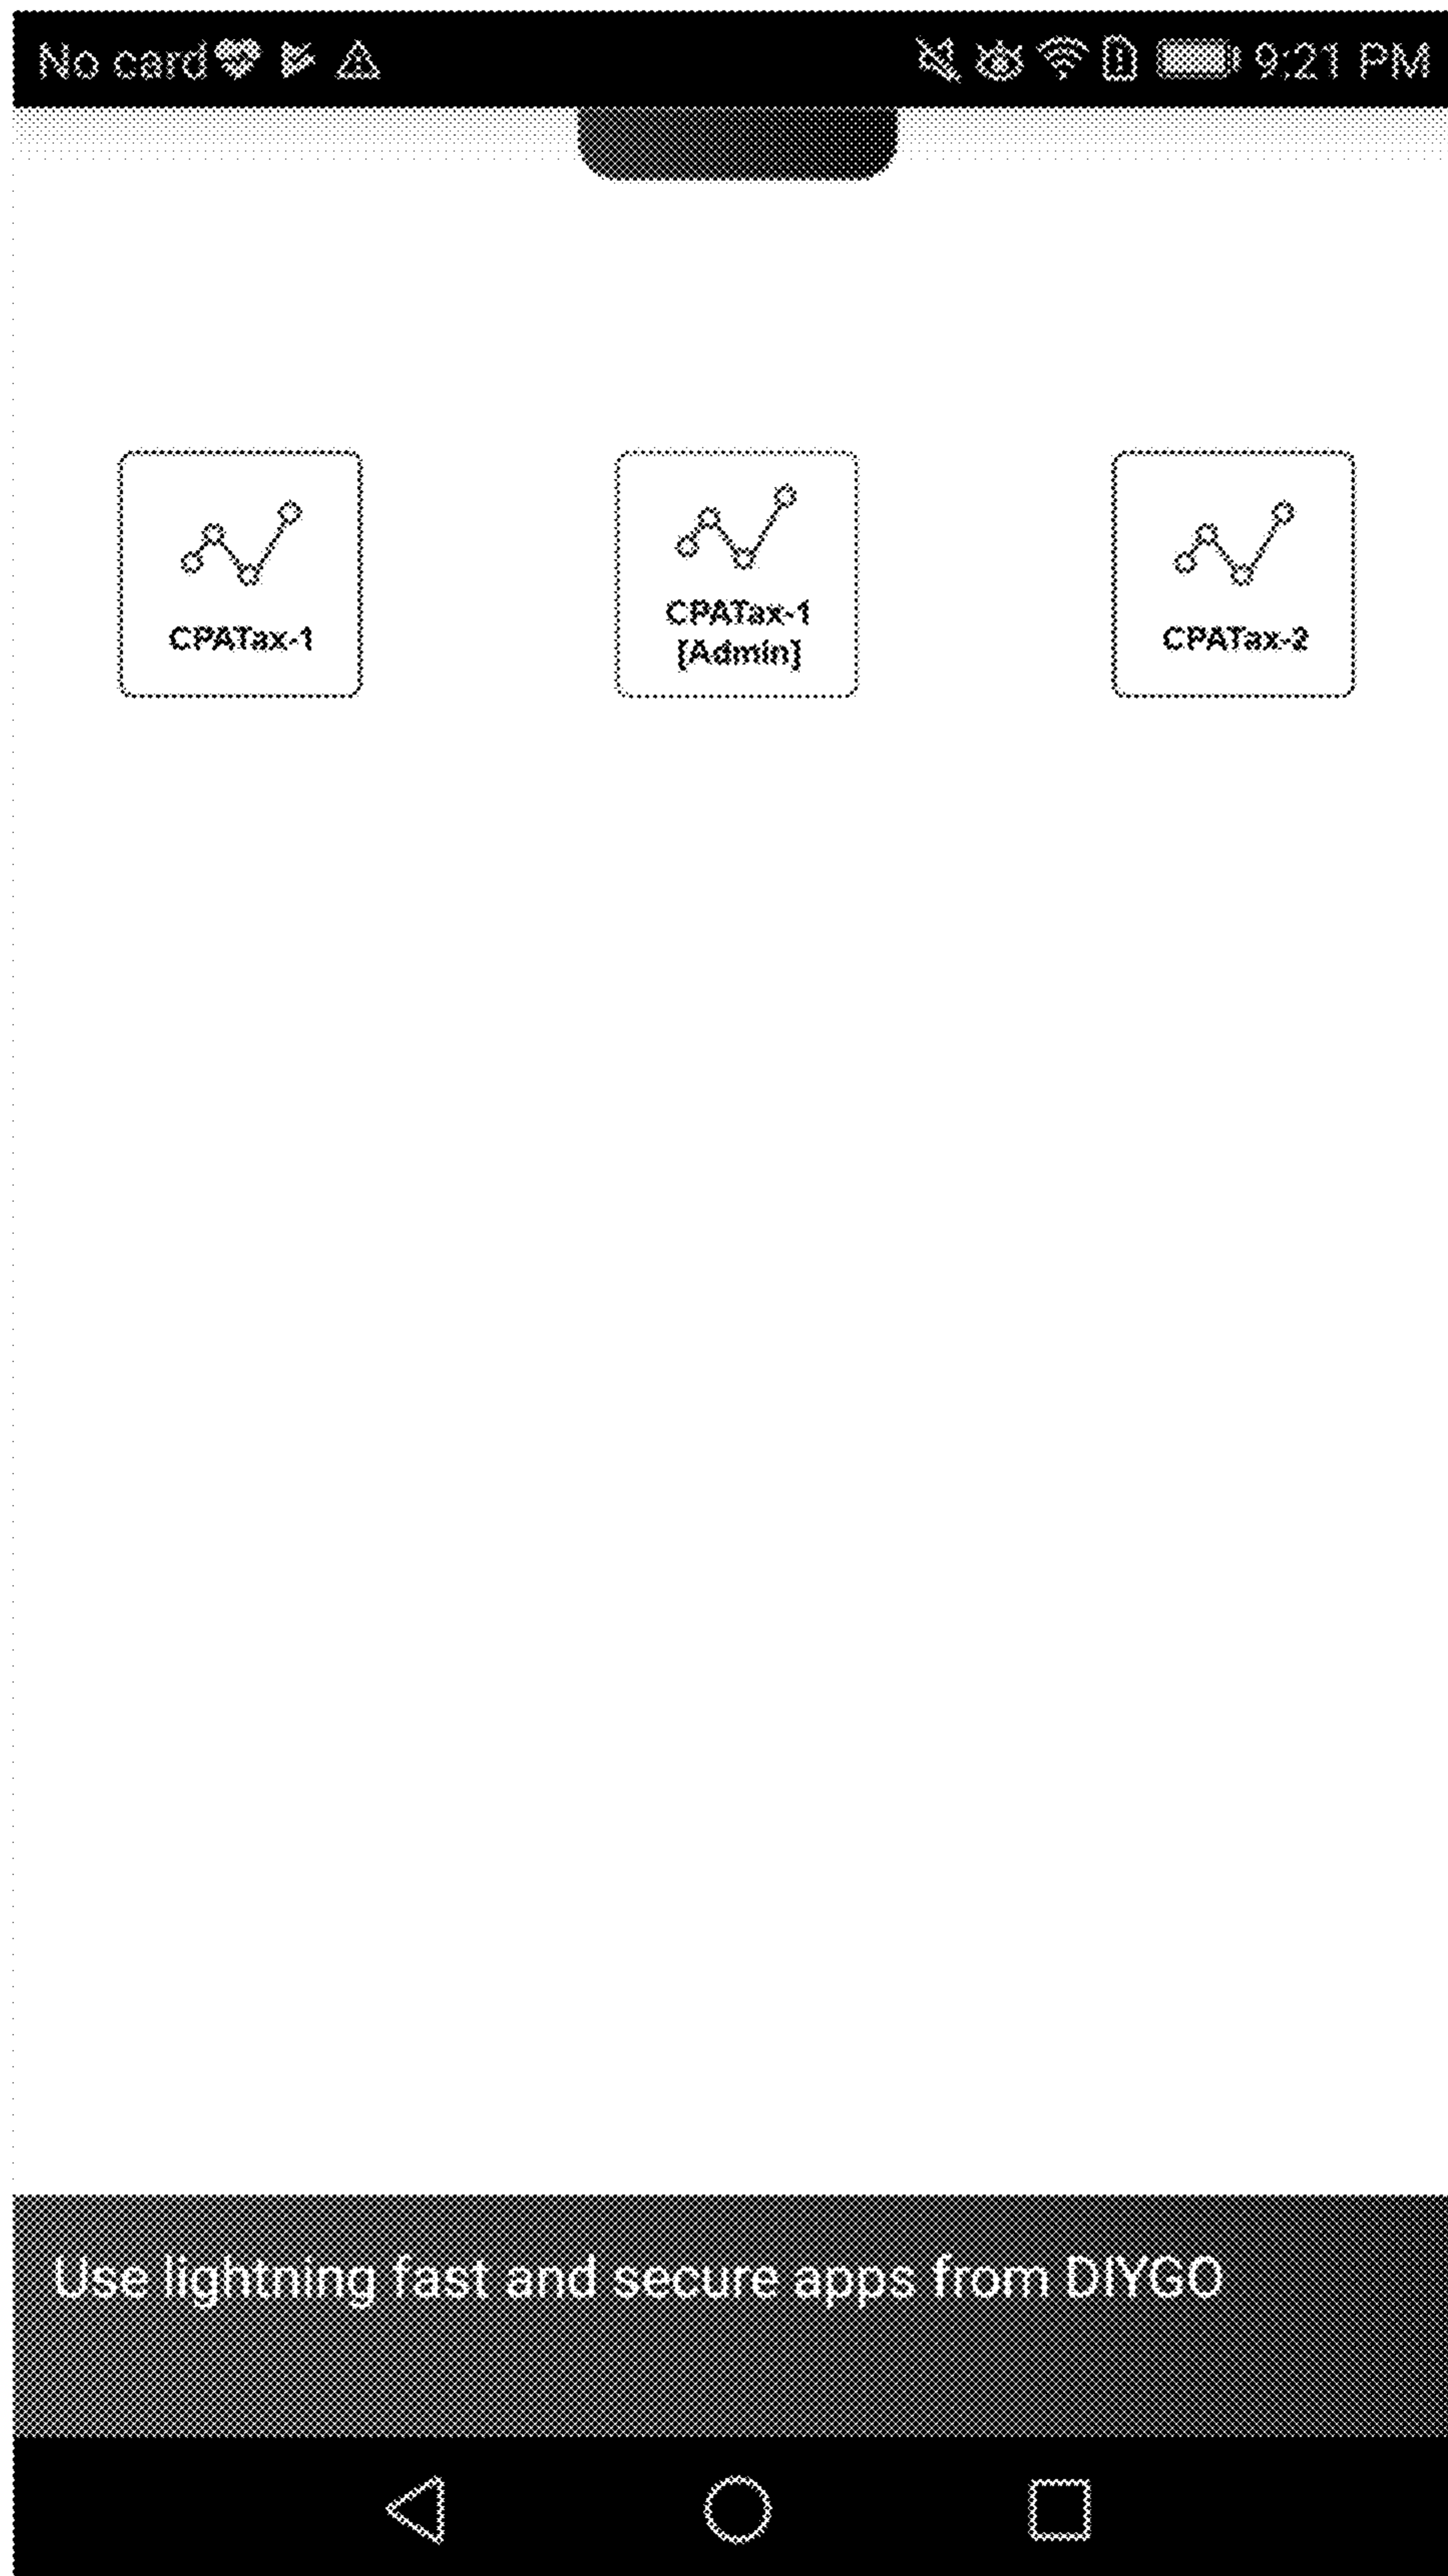 No card 9:21 PM
CPATax-1
CPATax-1
[Admin]
CPATax-2
Use lightning fast and secure apps from DIYGO